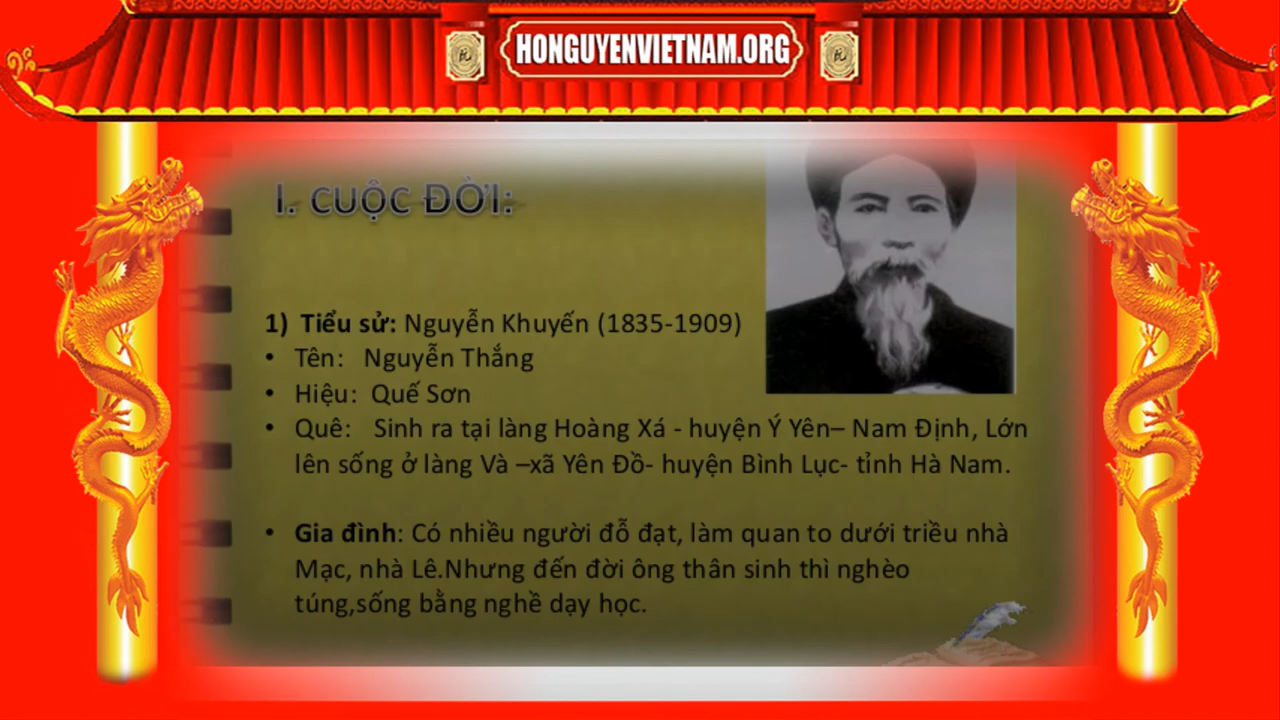 HONGUYENVIETNAM.ORG
I. CUỘC ĐỜI:
1) Tiểu sử: Nguyễn Khuyến (1835-1909)
• Tên: Nguyễn Thắng
• Hiệu: Quế Sơn
• Quê: Sinh ra tại làng Hoàng Xá - huyện Ý Yên– Nam Định, Lớn
lên sống ở làng Và –xã Yên Đồ- huyện Bình Lục- tỉnh Hà Nam.
• Gia đình: Có nhiều người đỗ đạt, làm quan to dưới triều nhà
Mạc, nhà Lê.Nhưng đến đời ông thân sinh thì nghèo
túng,sống bằng nghề dạy học.